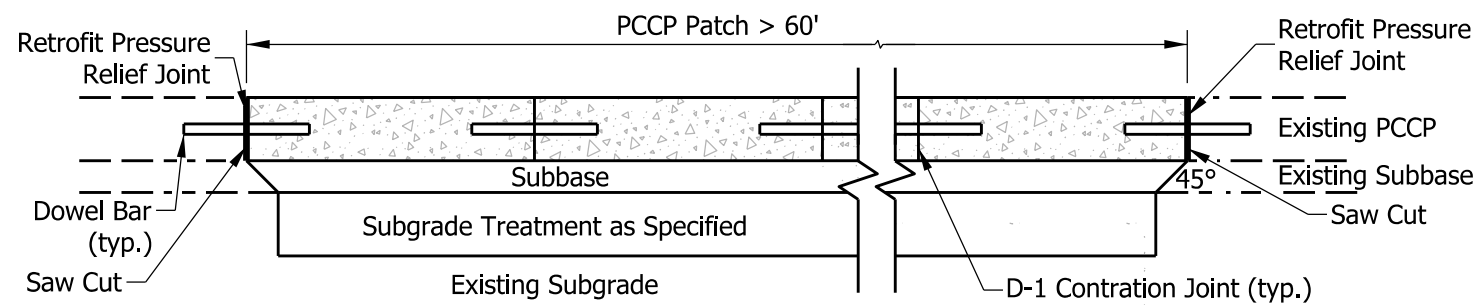 PCCP Patch > 60'
Retrofit Pressure
Relief Joint
Retrofit Pressure
Relief Joint
Existing PCCP
Subbase
45°
Existing Subbase
Dowel Bar
(typ.)
Subgrade Treatment as Specified
Saw Cut
Saw Cut
Existing Subgrade
D-1 Contration Joint (typ.)